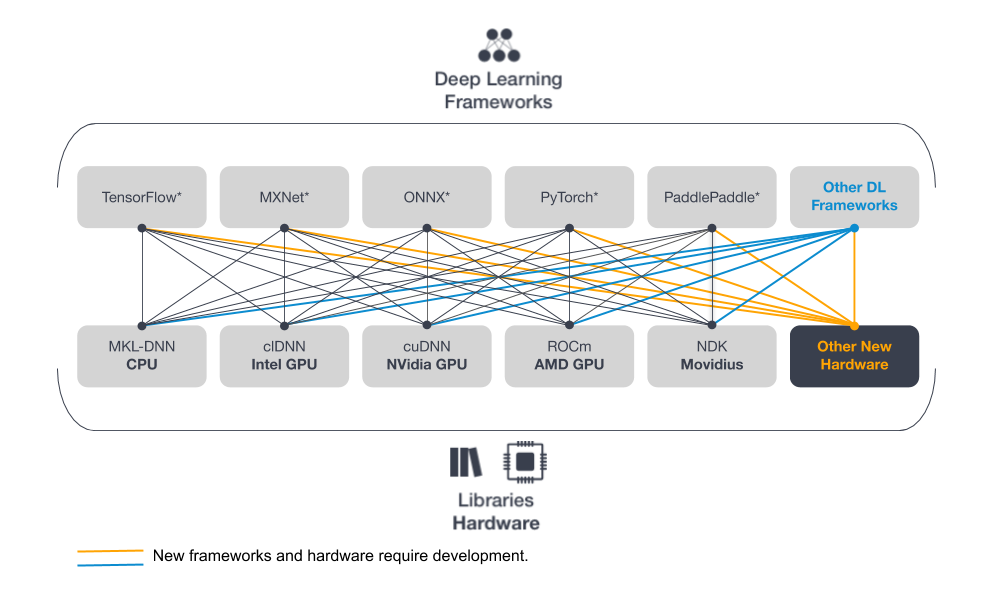 Deep Learning
Frameworks
TensorFlow*
MXNet*
ONNX*
PyTorch*
PaddlePaddle*
Other DL
Frameworks
MKL-DNN
CPU
clDNN
Intel GPU
cuDNN
NVidia GPU
ROCm
AMD GPU
NDK
Movidius
Other New
Hardware
Libraries
Hardware
New frameworks and hardware require development.